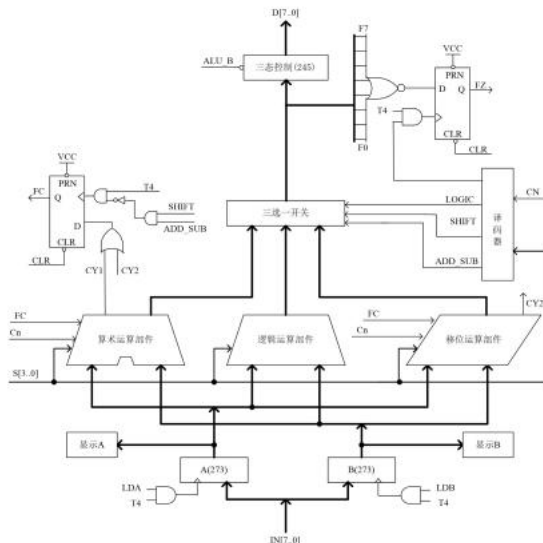 D[7..0]
ALU_B
三态控制(245)
F7
F0
VCC
PRN
D
Q
FZ
T4
CLR
CLR
VCC
FC
PRN
Q
D
T4
SHIFT
ADD_SUB
CLR
CLR
CY1
CY2
三选一开关
LOGIC
SHIFT
ADD_SUB
译码器
CN
CY2
FC
Cn
算术运算部件
逻辑运算部件
FC
Cn
移位运算部件
S[3..0]
显示A
显示B
A(273)
B(273)
LDA
T4
LDB
T4
IN[7..0]